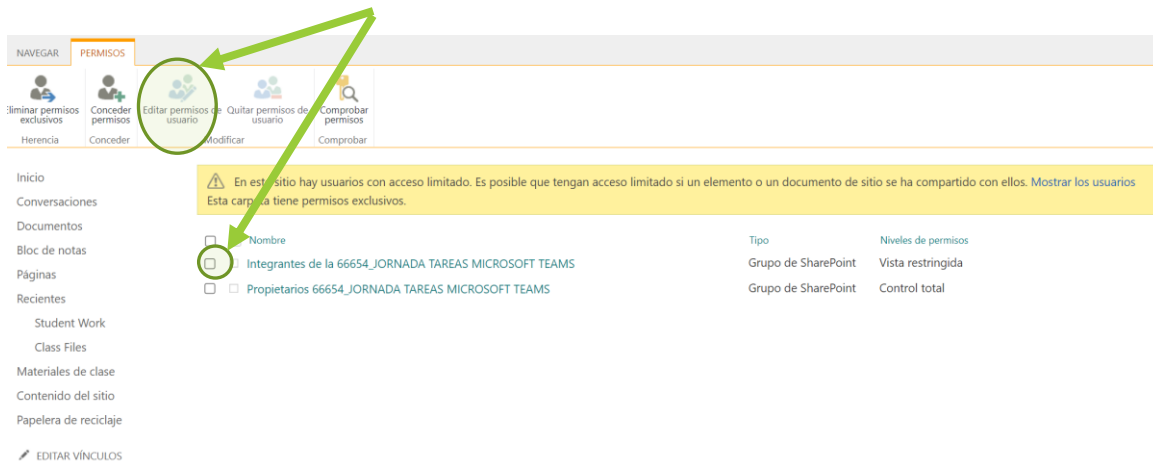 NAVEGAR PERMISOS
Eliminar permisos exclusivos
Conceder permisos
Editar permisos de usuario
Quitar permisos de usuario
Comprobar permisos
Herencia Conceder Modificar Comprobar
Inicio
Conversaciones
Documentos
Bloc de notas
Páginas
Recientes
Student Work
Class Files
Materiales de clase
Contenido del sitio
Papelera de reciclaje
EDITAR VÍNCULOS
En este sitio hay usuarios con acceso limitado. Es posible que tengan acceso limitado si un elemento o un documento de sitio se ha compartido con ellos. Mostrar los usuarios
Esta carpeta tiene permisos exclusivos.
Nombre Tipo Niveles de permisos
Integrantes de la 66654_JORNADA TAREAS MICROSOFT TEAMS Grupo de SharePoint Vista restringida
Propietarios 66654_JORNADA TAREAS MICROSOFT TEAMS Grupo de SharePoint Control total